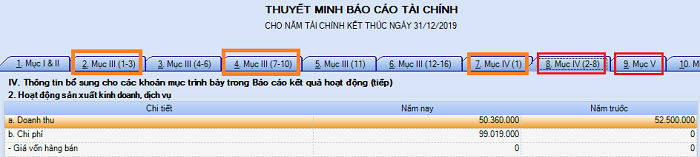 THUYẾT MINH BÁO CÁO TÀI CHÍNH
CHO NĂM TÀI CHÍNH KẾT THÚC NGÀY 31/12/2019
1. Mục I & II 2. Mục III (1-3) 3. Mục III (4-6) 4. Mục III (7-10) 5. Mục III (11) 6. Mục III (12-16) 7. Mục IV (1) 8. Mục IV (2-8) 9. Mục V 10. M
IV. Thông tin bổ sung cho các khoản mục trình bày trong Báo cáo kết quả hoạt động (tiếp)
2. Hoạt động sản xuất kinh doanh, dịch vụ
Chi tiết Năm nay Năm trước
a. Doanh thu 50.360.000 52.500.000
b. Chi phí 99.019.000 0
- Giá vốn hàng bán 0 0